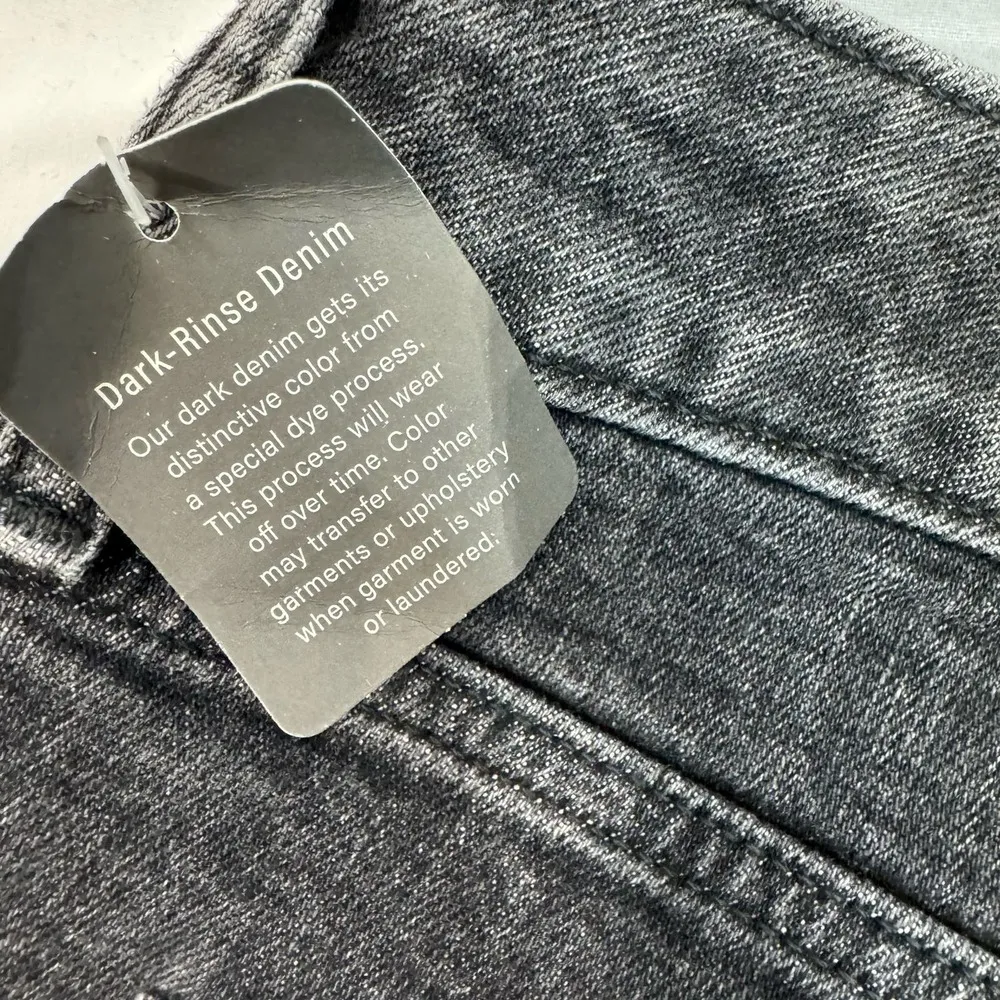 Dark-Rinse Denim
Our dark denim gets its
distinctive color from
a special dye process.
This process will wear
off over time. Color
may transfer to other
garments or upholstery
when garment is worn
or laundered.